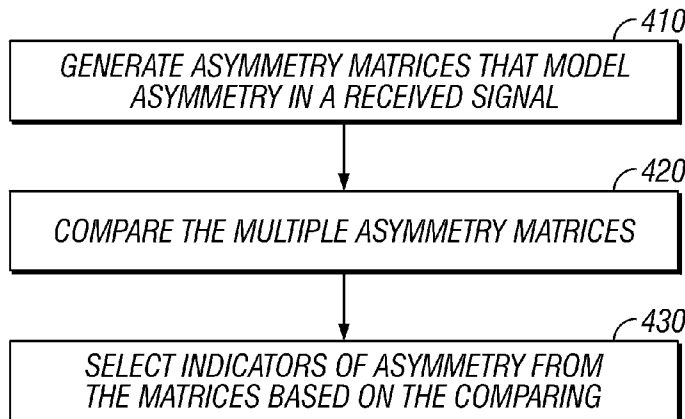 410
GENERATE ASYMMETRY MATRICES THAT MODEL
ASYMMETRY IN A RECEIVED SIGNAL
420
COMPARE THE MULTIPLE ASYMMETRY MATRICES
430
SELECT INDICATORS OF ASYMMETRY FROM
THE MATRICES BASED ON THE COMPARING